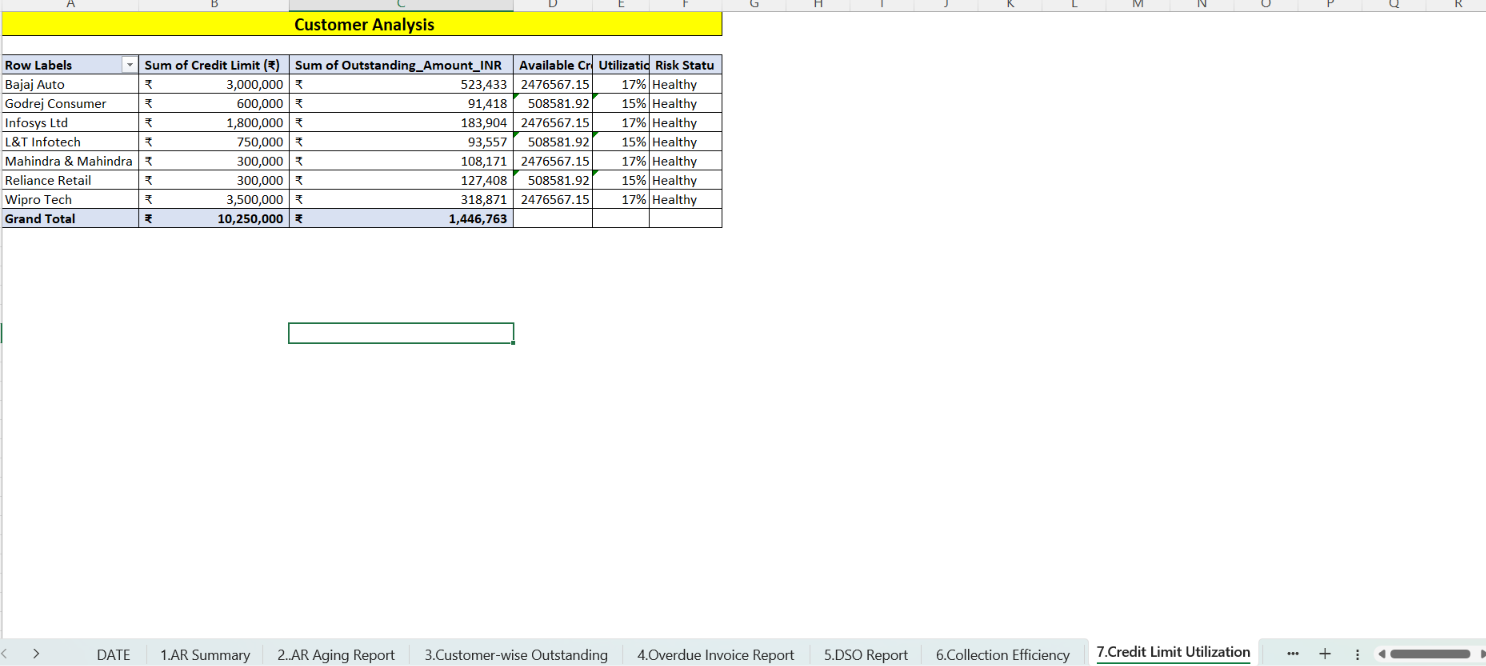 A B C D E F G H I J K L M N O P Q R
Customer Analysis
Row Labels Sum of Credit Limit (₹) Sum of Outstanding_Amount_INR Available Cr Utilizatic Risk Statu
Bajaj Auto ₹ 3,000,000 ₹ 523,433 2476567.15 17% Healthy
Godrej Consumer ₹ 600,000 ₹ 91,418 508581.92 15% Healthy
Infosys Ltd ₹ 1,800,000 ₹ 183,904 2476567.15 17% Healthy
L&T Infotech ₹ 750,000 ₹ 93,557 508581.92 15% Healthy
Mahindra & Mahindra ₹ 300,000 ₹ 108,171 2476567.15 17% Healthy
Reliance Retail ₹ 300,000 ₹ 127,408 508581.92 15% Healthy
Wipro Tech ₹ 3,500,000 ₹ 318,871 2476567.15 17% Healthy
Grand Total ₹ 10,250,000 ₹ 1,446,763
DATE 1.AR Summary 2..AR Aging Report 3.Customer-wise Outstanding 4.Overdue Invoice Report 5.DSO Report 6.Collection Efficiency 7.Credit Limit Utilization